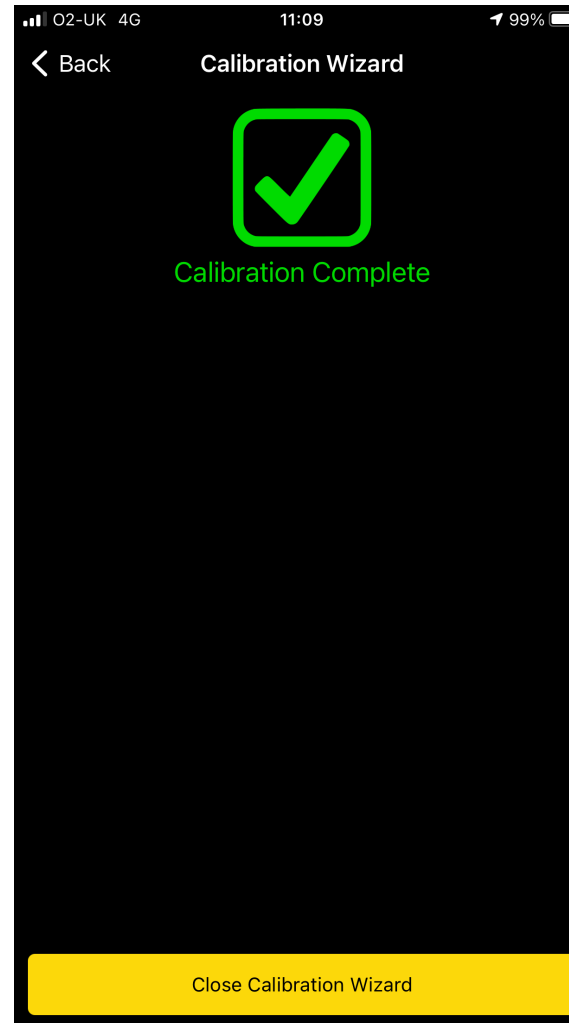 O2-UK 4G 11:09 99%
Back Calibration Wizard
Calibration Complete
Close Calibration Wizard